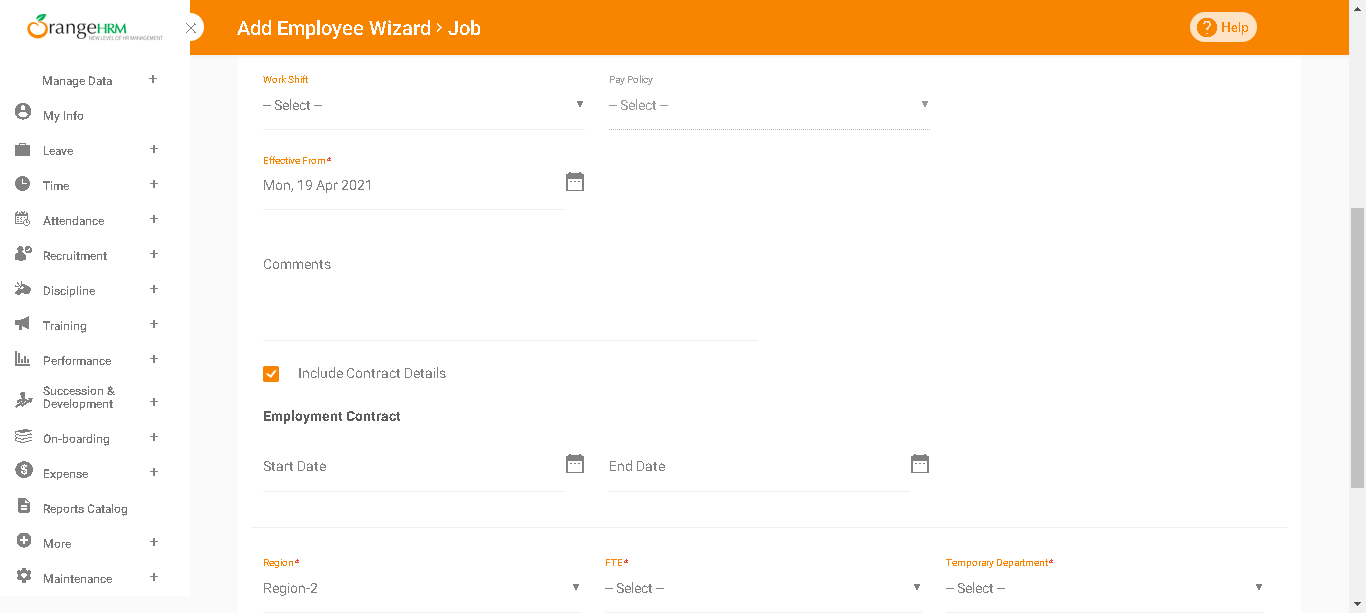 OrangeHRM
NEW LEVEL OF HR MANAGEMENT
Add Employee Wizard > Job
? Help
Manage Data +
My Info
Leave +
Time +
Attendance +
Recruitment +
Discipline +
Training +
Performance +
Succession &
Development +
On-boarding +
Expense +
Reports Catalog
More +
Maintenance +
Work Shift Pay Policy
-- Select -- -- Select --
Effective From*
Mon, 19 Apr 2021
Comments
Include Contract Details
Employment Contract
Start Date End Date
Region* FTE* Temporary Department*
Region-2 -- Select -- -- Select --